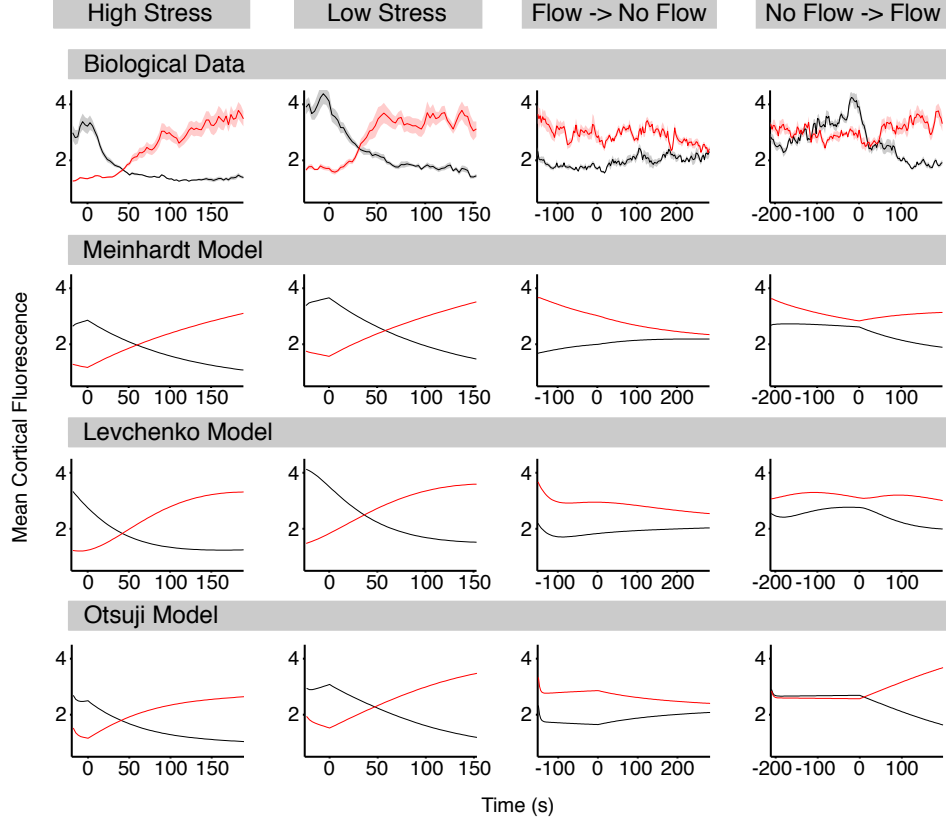 High Stress Low Stress Flow -> No Flow No Flow -> Flow
Biological Data
4 4 4 4
2 2 2 2
0 50 100 150 0 50 100 150 -100 0 100 200 -200 -100 0 100
Meinhardt Model
4 4 4 4
2 2 2 2
0 50 100 150 0 50 100 150 -100 0 100 200 -200 -100 0 100
Levchenko Model
4 4 4 4
2 2 2 2
0 50 100 150 0 50 100 150 -100 0 100 200 -200 -100 0 100
Otsuji Model
4 4 4 4
2 2 2 2
0 50 100 150 0 50 100 150 -100 0 100 200 -200 -100 0 100
Mean Cortical Fluorescence
Time (s)